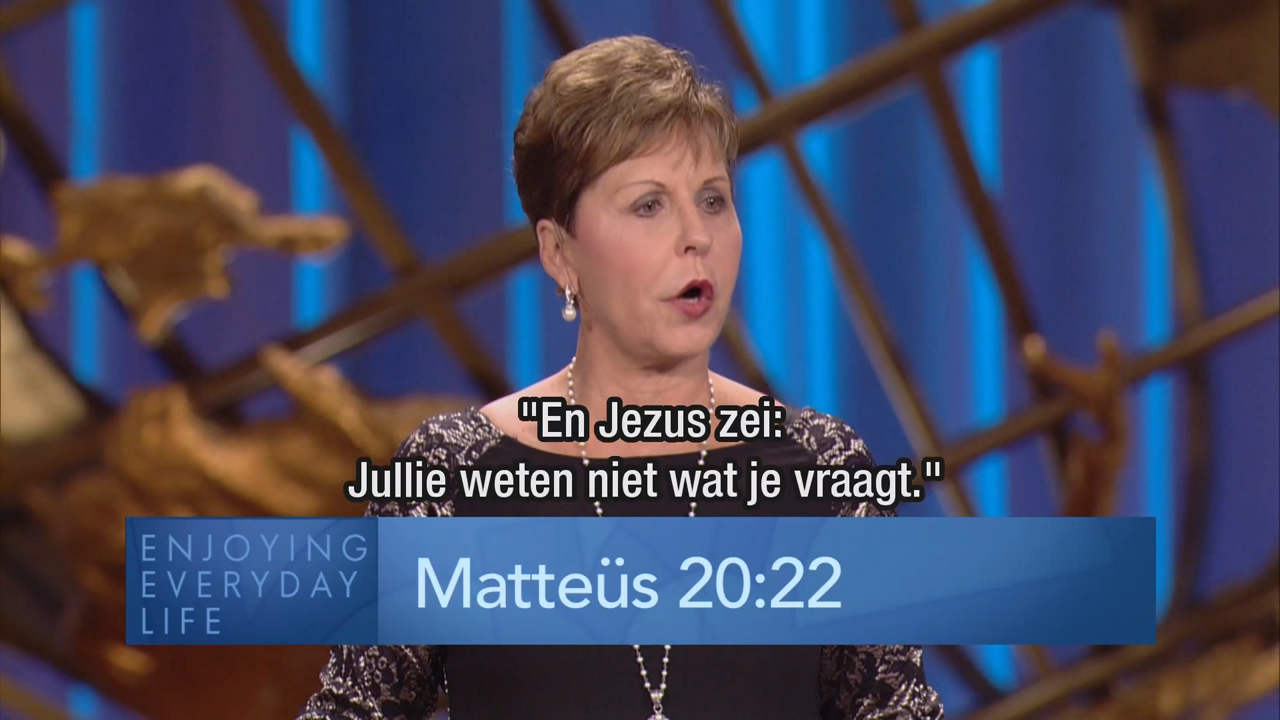 "En Jezus zei:
Jullie weten niet wat je vraagt."
ENJOYING
EVERYDAY
LIFE
Matteüs 20:22